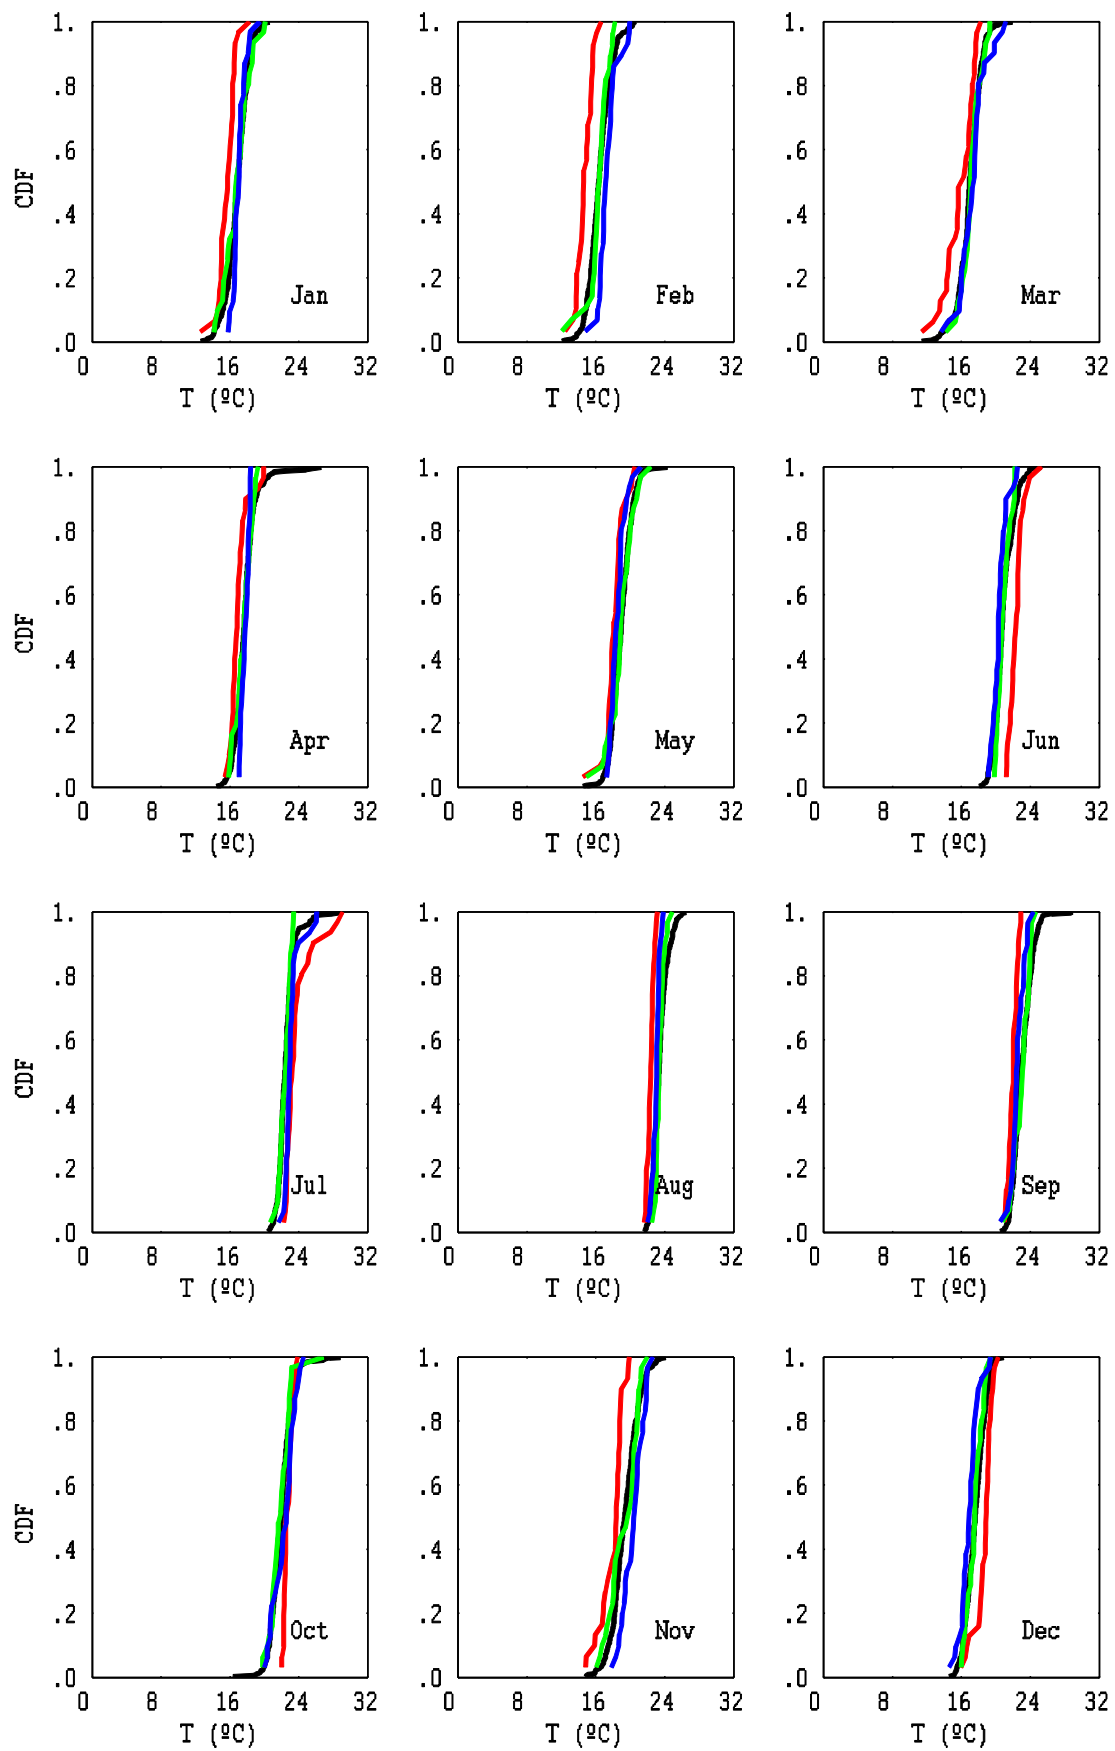 1. 1. 1.
.8 .8 .8
.6 .6 .6
CDF
.4 .4 .4
.2 .2 .2
Jan Feb Mar
.0 .0 .0
0 8 16 24 32 0 8 16 24 32 0 8 16 24 32
T (ºC) T (ºC) T (ºC)
1. 1. 1.
.8 .8 .8
.6 .6 .6
CDF
.4 .4 .4
.2 .2 .2
Apr May Jun
.0 .0 .0
0 8 16 24 32 0 8 16 24 32 0 8 16 24 32
T (ºC) T (ºC) T (ºC)
1. 1. 1.
.8 .8 .8
.6 .6 .6
CDF
.4 .4 .4
.2 .2 .2
Jul Aug Sep
.0 .0 .0
0 8 16 24 32 0 8 16 24 32 0 8 16 24 32
T (ºC) T (ºC) T (ºC)
1. 1. 1.
.8 .8 .8
.6 .6 .6
CDF
.4 .4 .4
.2 .2 .2
Oct Nov Dec
.0 .0 .0
0 8 16 24 32 0 8 16 24 32 0 8 16 24 32
T (ºC) T (ºC) T (ºC)